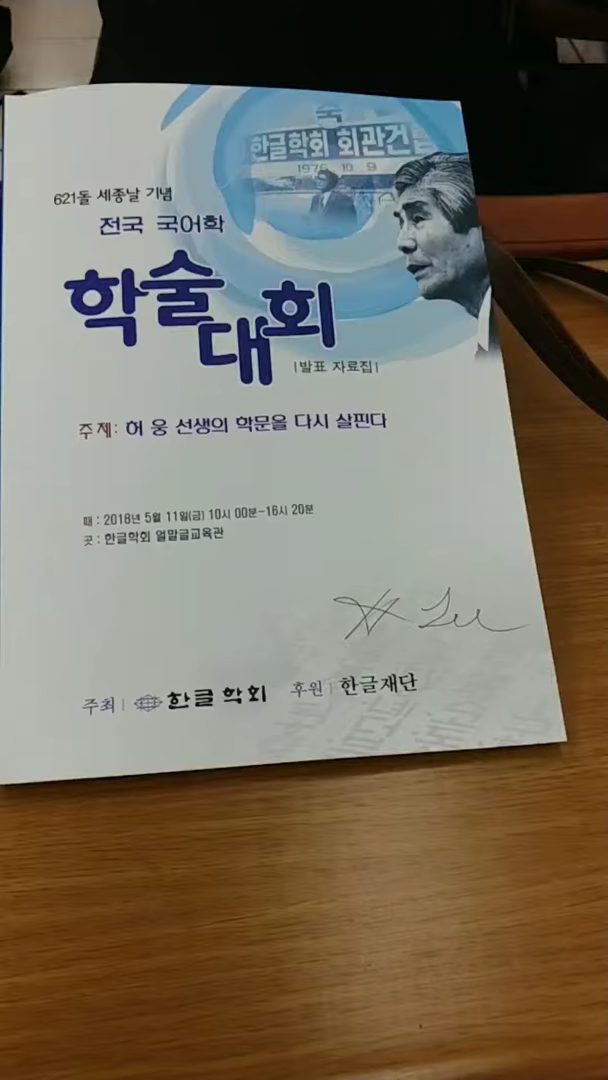 한글학회 회관건립
1976 10 9
621돌 세종날 기념
전국 국어학
학술대회
|발표 자료집|
주제: 허 웅 선생의 학문을 다시 살핀다
때 : 2018년 5월 11일(금) 10시 00분~16시 20분
곳 : 한글학회 얼말글교육관
주최 | 한글학회 후원 | 한글재단